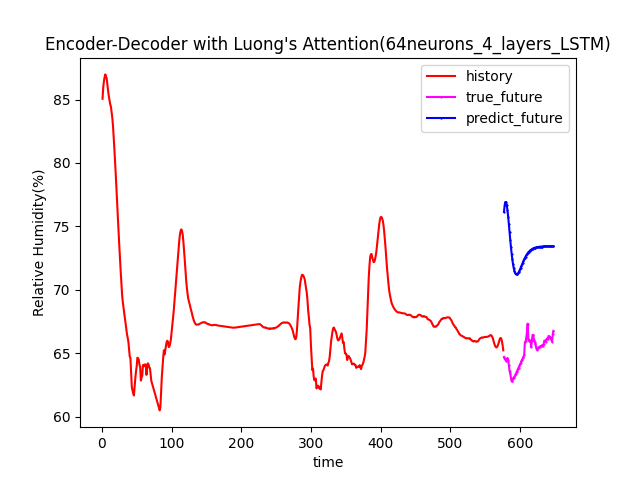 Encoder-Decoder with Luong's Attention(64neurons_4_layers_LSTM)
history
true_future
predict_future
Relative Humidity(%)
85
80
75
70
65
60
0 100 200 300 400 500 600
time